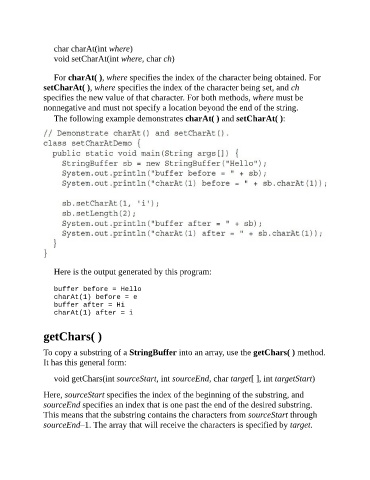 char charAt(int where)
void setCharAt(int where, char ch)
For charAt( ), where specifies the index of the character being obtained. For
setCharAt( ), where specifies the index of the character being set, and ch
specifies the new value of that character. For both methods, where must be
nonnegative and must not specify a location beyond the end of the string.
The following example demonstrates charAt( ) and setCharAt( ):
// Demonstrate charAt() and setCharAt().
class setCharAtDemo {
public static void main(String args[]) {
StringBuffer sb = new StringBuffer("Hello");
System.out.println("buffer before = " + sb);
System.out.println("charAt(1) before = " + sb.charAt(1));
sb.setCharAt(1, 'i');
sb.setLength(2);
System.out.println("buffer after = " + sb);
System.out.println("charAt(1) after = " + sb.charAt(1));
}
}
Here is the output generated by this program:
buffer before = Hello
charAt(1) before = e
buffer after = Hi
charAt(1) after = i
getChars( )
To copy a substring of a StringBuffer into an array, use the getChars( ) method.
It has this general form:
void getChars(int sourceStart, int sourceEnd, char target[ ], int targetStart)
Here, sourceStart specifies the index of the beginning of the substring, and
sourceEnd specifies an index that is one past the end of the desired substring.
This means that the substring contains the characters from sourceStart through
sourceEnd–1. The array that will receive the characters is specified by target.